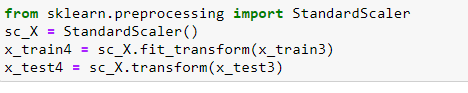 from sklearn.preprocessing import StandardScaler
sc_X = StandardScaler()
x_train4 = sc_X.fit_transform(x_train3)
x_test4 = sc_X.transform(x_test3)